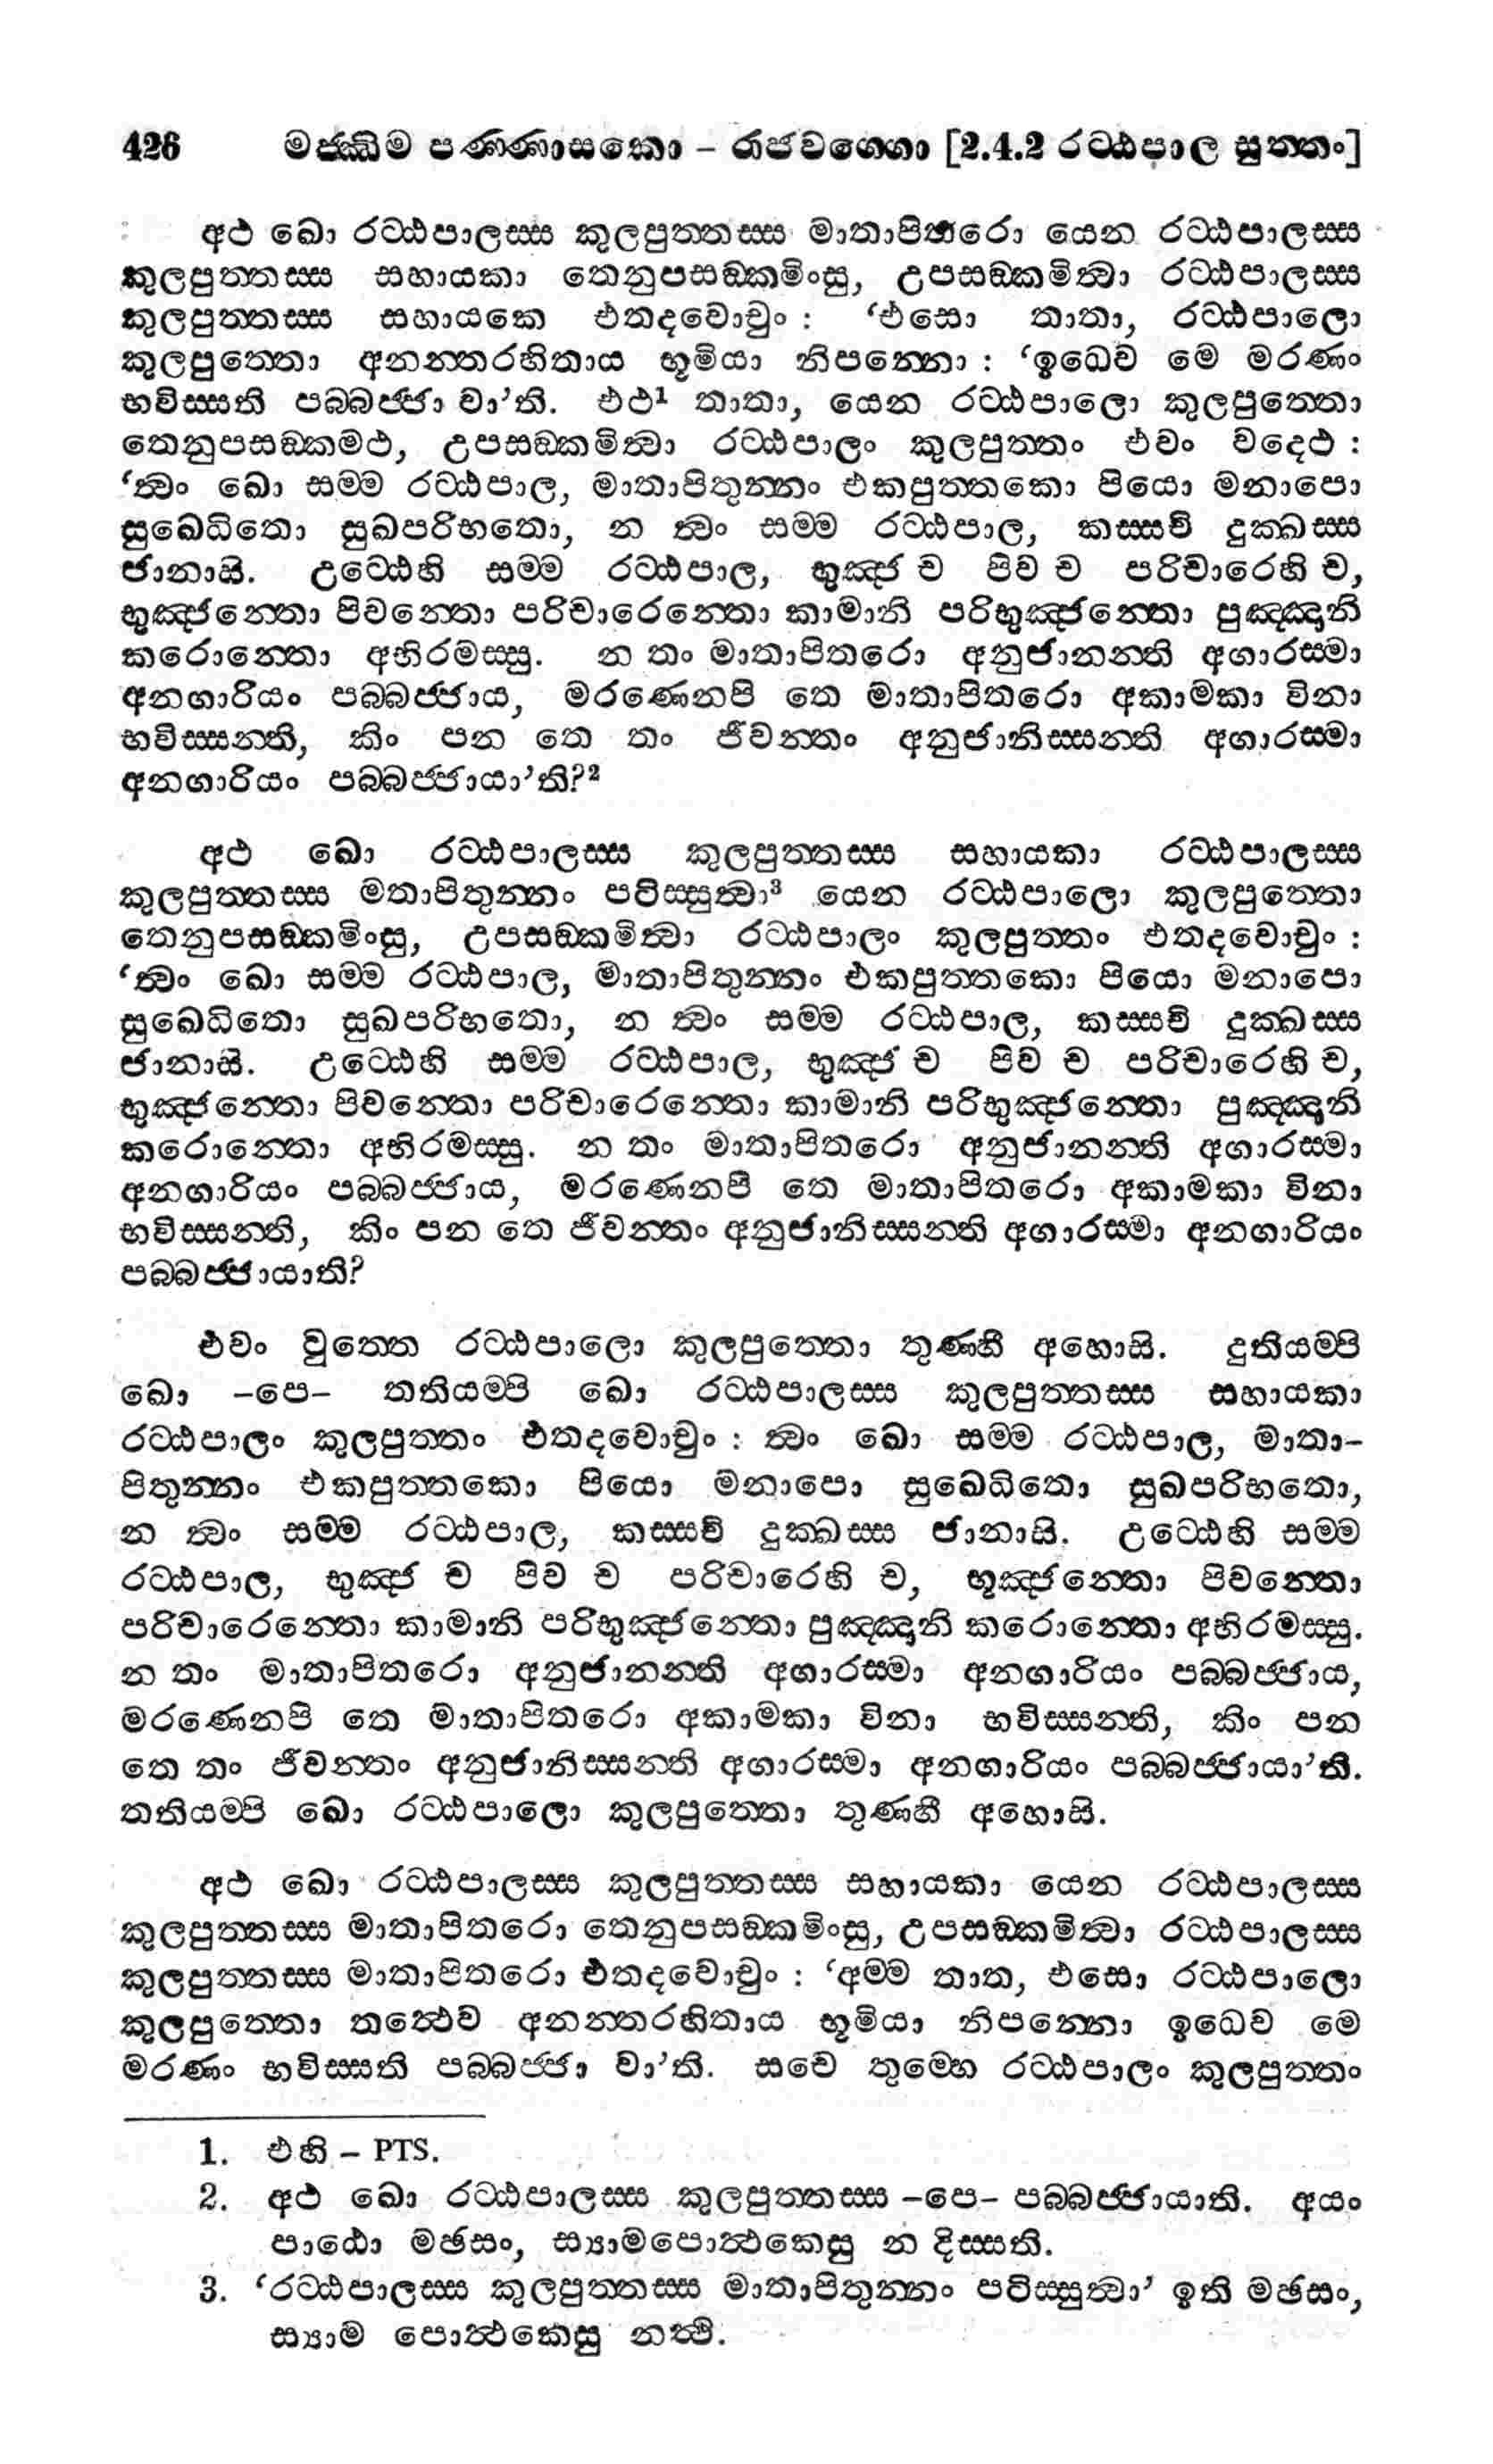 426 මජ්ඣිම පණ්ණාසකො – රාජවග්ගො [2.4.2 රට්ඨපාල සුත්තං]
අථ ඛො රට්ඨපාලස්ස කුලපුත්තස්ස මාතාපිතරො යෙන රට්ඨපාලස්ස
කුලපුත්තස්ස සහායකා තෙනුපසඞ්කමිංසු, උපසඞ්කමිත්වා රට්ඨපාලස්ස
කුලපුත්තස්ස සහායකෙ එතදවොචුං : ‘එසො තාතා, රට්ඨපාලො
කුලපුත්තො අනන්තරහිතාය භූමියා නිපන්නො : ‘ඉධෙව මෙ මරණං
භවිස්සති පබ්බජ්ජා වා’ති. එථ¹ තාතා, යෙන රට්ඨපාලො කුලපුත්තො
තෙනුපසඞ්කමථ, උපසඞ්කමිත්වා රට්ඨපාලං කුලපුත්තං එවං වදෙථ :
‘ත්වං ඛො සම්ම රට්ඨපාල, මාතාපිතුන්නං එකපුත්තකො පියො මනාපො
සුඛෙධිතො සුඛපරිභතො, න ත්වං සම්ම රට්ඨපාල, කස්සචි දුක්ඛස්ස
ජානාසි. උට්ඨෙහි සම්ම රට්ඨපාල, භුඤ්ජ ච පිව ච පරිචාරෙහි ච,
භුඤ්ජන්තො පිවන්තො පරිචාරෙන්තො කාමානි පරිභුඤ්ජන්තො පුඤ්ඤානි
කරොන්තො අභිරමස්සු. න තං මාතාපිතරො අනුජානන්ති අගාරස්මා
අනගාරියං පබ්බජ්ජාය, මරණෙනපි තෙ මාතාපිතරො අකාමකා විනා
භවිස්සන්ති, කිං පන තෙ තං ජීවන්තං අනුජානිස්සන්ති අගාරස්මා
අනගාරියං පබ්බජ්ජායා’ති?²
අථ ඛො රට්ඨපාලස්ස කුලපුත්තස්ස සහායකා රට්ඨපාලස්ස
කුලපුත්තස්ස මතාපිතුන්නං පටිස්සුත්වා³ යෙන රට්ඨපාලො කුලපුත්තො
තෙනුපසඞ්කමිංසු, උපසඞ්කමිත්වා රට්ඨපාලං කුලපුත්තං එතදවොචුං :
‘ත්වං ඛො සම්ම රට්ඨපාල, මාතාපිතුන්නං එකපුත්තකො පියො මනාපො
සුඛෙධිතො සුඛපරිභතො, න ත්වං සම්ම රට්ඨපාල, කස්සචි දුක්ඛස්ස
ජානාසි. උට්ඨෙහි සම්ම රට්ඨපාල, භුඤ්ජ ච පිව ච පරිචාරෙහි ච,
භුඤ්ජන්තො පිවන්තො පරිචාරෙන්තො කාමානි පරිභුඤ්ජන්තො පුඤ්ඤානි
කරොන්තො අභිරමස්සු. න තං මාතාපිතරො අනුජානන්ති අගාරස්මා
අනගාරියං පබ්බජ්ජාය, මරණෙනපි තෙ මාතාපිතරො අකාමකා විනා
භවිස්සන්ති, කිං පන තෙ ජීවන්තං අනුජානිස්සන්ති අගාරස්මා අනගාරියං
පබ්බජ්ජායාති?
එවං වුත්තෙ රට්ඨපාලො කුලපුත්තො තුණ්හී අහොසි. දුතියම්පි
ඛො –පෙ– තතියම්පි ඛො රට්ඨපාලස්ස කුලපුත්තස්ස සහායකා
රට්ඨපාලං කුලපුත්තං එතදවොචුං : ත්වං ඛො සම්ම රට්ඨපාල, මාතා-
පිතුන්නං එකපුත්තකො පියො මනාපො සුඛෙධිතො සුඛපරිභතො,
න ත්වං සම්ම රට්ඨපාල, කස්සචි දුක්ඛස්ස ජානාසි. උට්ඨෙහි සම්ම
රට්ඨපාල, භුඤ්ජ ච පිව ච පරිචාරෙහි ච, භූඤ්ජන්තො පිවන්තො
පරිචාරෙන්තො කාමානි පරිභුඤ්ජන්තො පුඤ්ඤානි කරොන්තො අභිරමස්සු.
න තං මාතාපිතරො අනුජානන්ති අගාරස්මා අනගාරියං පබ්බජ්ජාය,
මරණෙනපි තෙ මාතාපිතරො අකාමකා විනා භවිස්සන්ති, කිං පන
තෙ තං ජීවන්තං අනුජානිස්සන්ති අගාරස්මා අනගාරියං පබ්බජ්ජායා’ති.
තතියම්පි ඛො රට්ඨපාලො කුලපුත්තො තුණ්හී අහොසි.
අථ ඛො රට්ඨපාලස්ස කුලපුත්තස්ස සහායකා යෙන රට්ඨපාලස්ස
කුලපුත්තස්ස මාතාපිතරො තෙනුපසඞ්කමිංසු, උපසඞ්කමිත්වා රට්ඨපාලස්ස
කුලපුත්තස්ස මාතාපිතරො එතදවොචුං : ‘අම්ම තාත, එසො රට්ඨපාලො
කුලපුත්තො තත්ථෙව අනන්තරහිතාය භූමියා නිපන්නො ඉධෙව මෙ
මරණං භවිස්සති පබ්බජ්ජා වා’ති. සචෙ තුම්හෙ රට්ඨපාලං කුලපුත්තං
1. එහි – PTS.
2. අථ ඛො රට්ඨපාලස්ස කුලපුත්තස්ස –පෙ– පබ්බජ්ජායාති. අයං
පාඨො මඡසං, ස්‍යාමපොත්ථකෙසු න දිස්සති.
3. ‘රට්ඨපාලස්ස කුලපුත්තස්ස මාතාපිතුන්නං පටිස්සුත්වා’ ඉති මඡසං,
ස්‍යාම පොත්ථකෙසු නත්ථි.